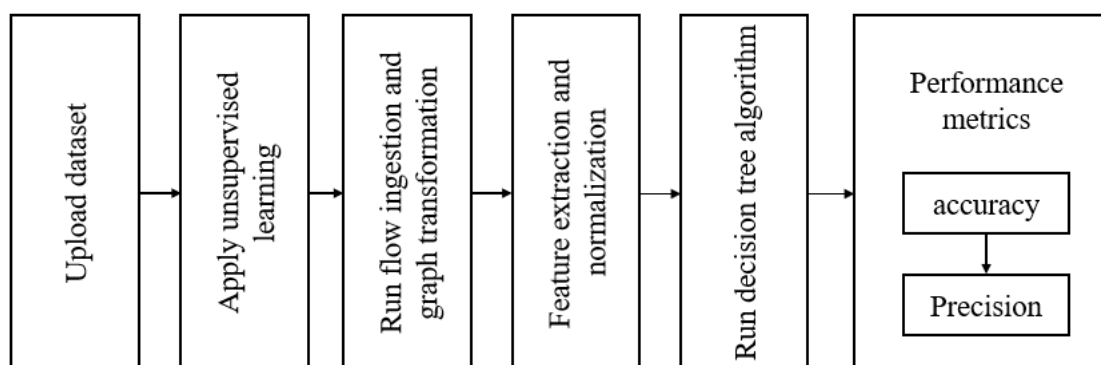 Upload dataset
Apply unsupervised
learning
Run flow ingestion and
graph transformation
Feature extraction and
normalization
Run decision tree algorithm
Performance
metrics
accuracy
Precision